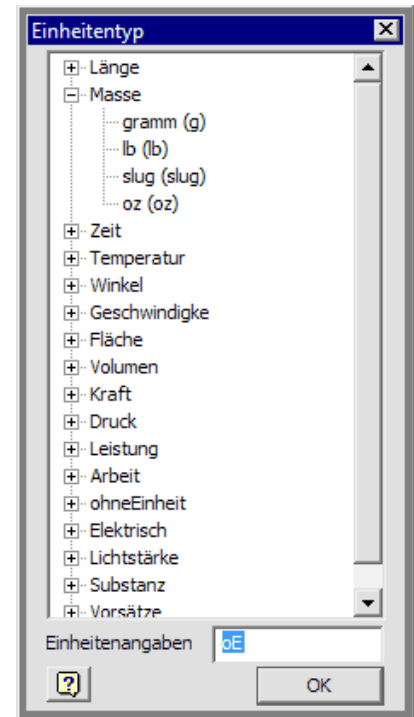 Einheitentyp
Länge
Masse
gramm (g)
lb (lb)
slug (slug)
oz (oz)
Zeit
Temperatur
Winkel
Geschwindigke
Fläche
Volumen
Kraft
Druck
Leistung
Arbeit
ohneEinheit
Elektrisch
Lichtstärke
Substanz
Vorsätze
Einheitenangaben oE
OK